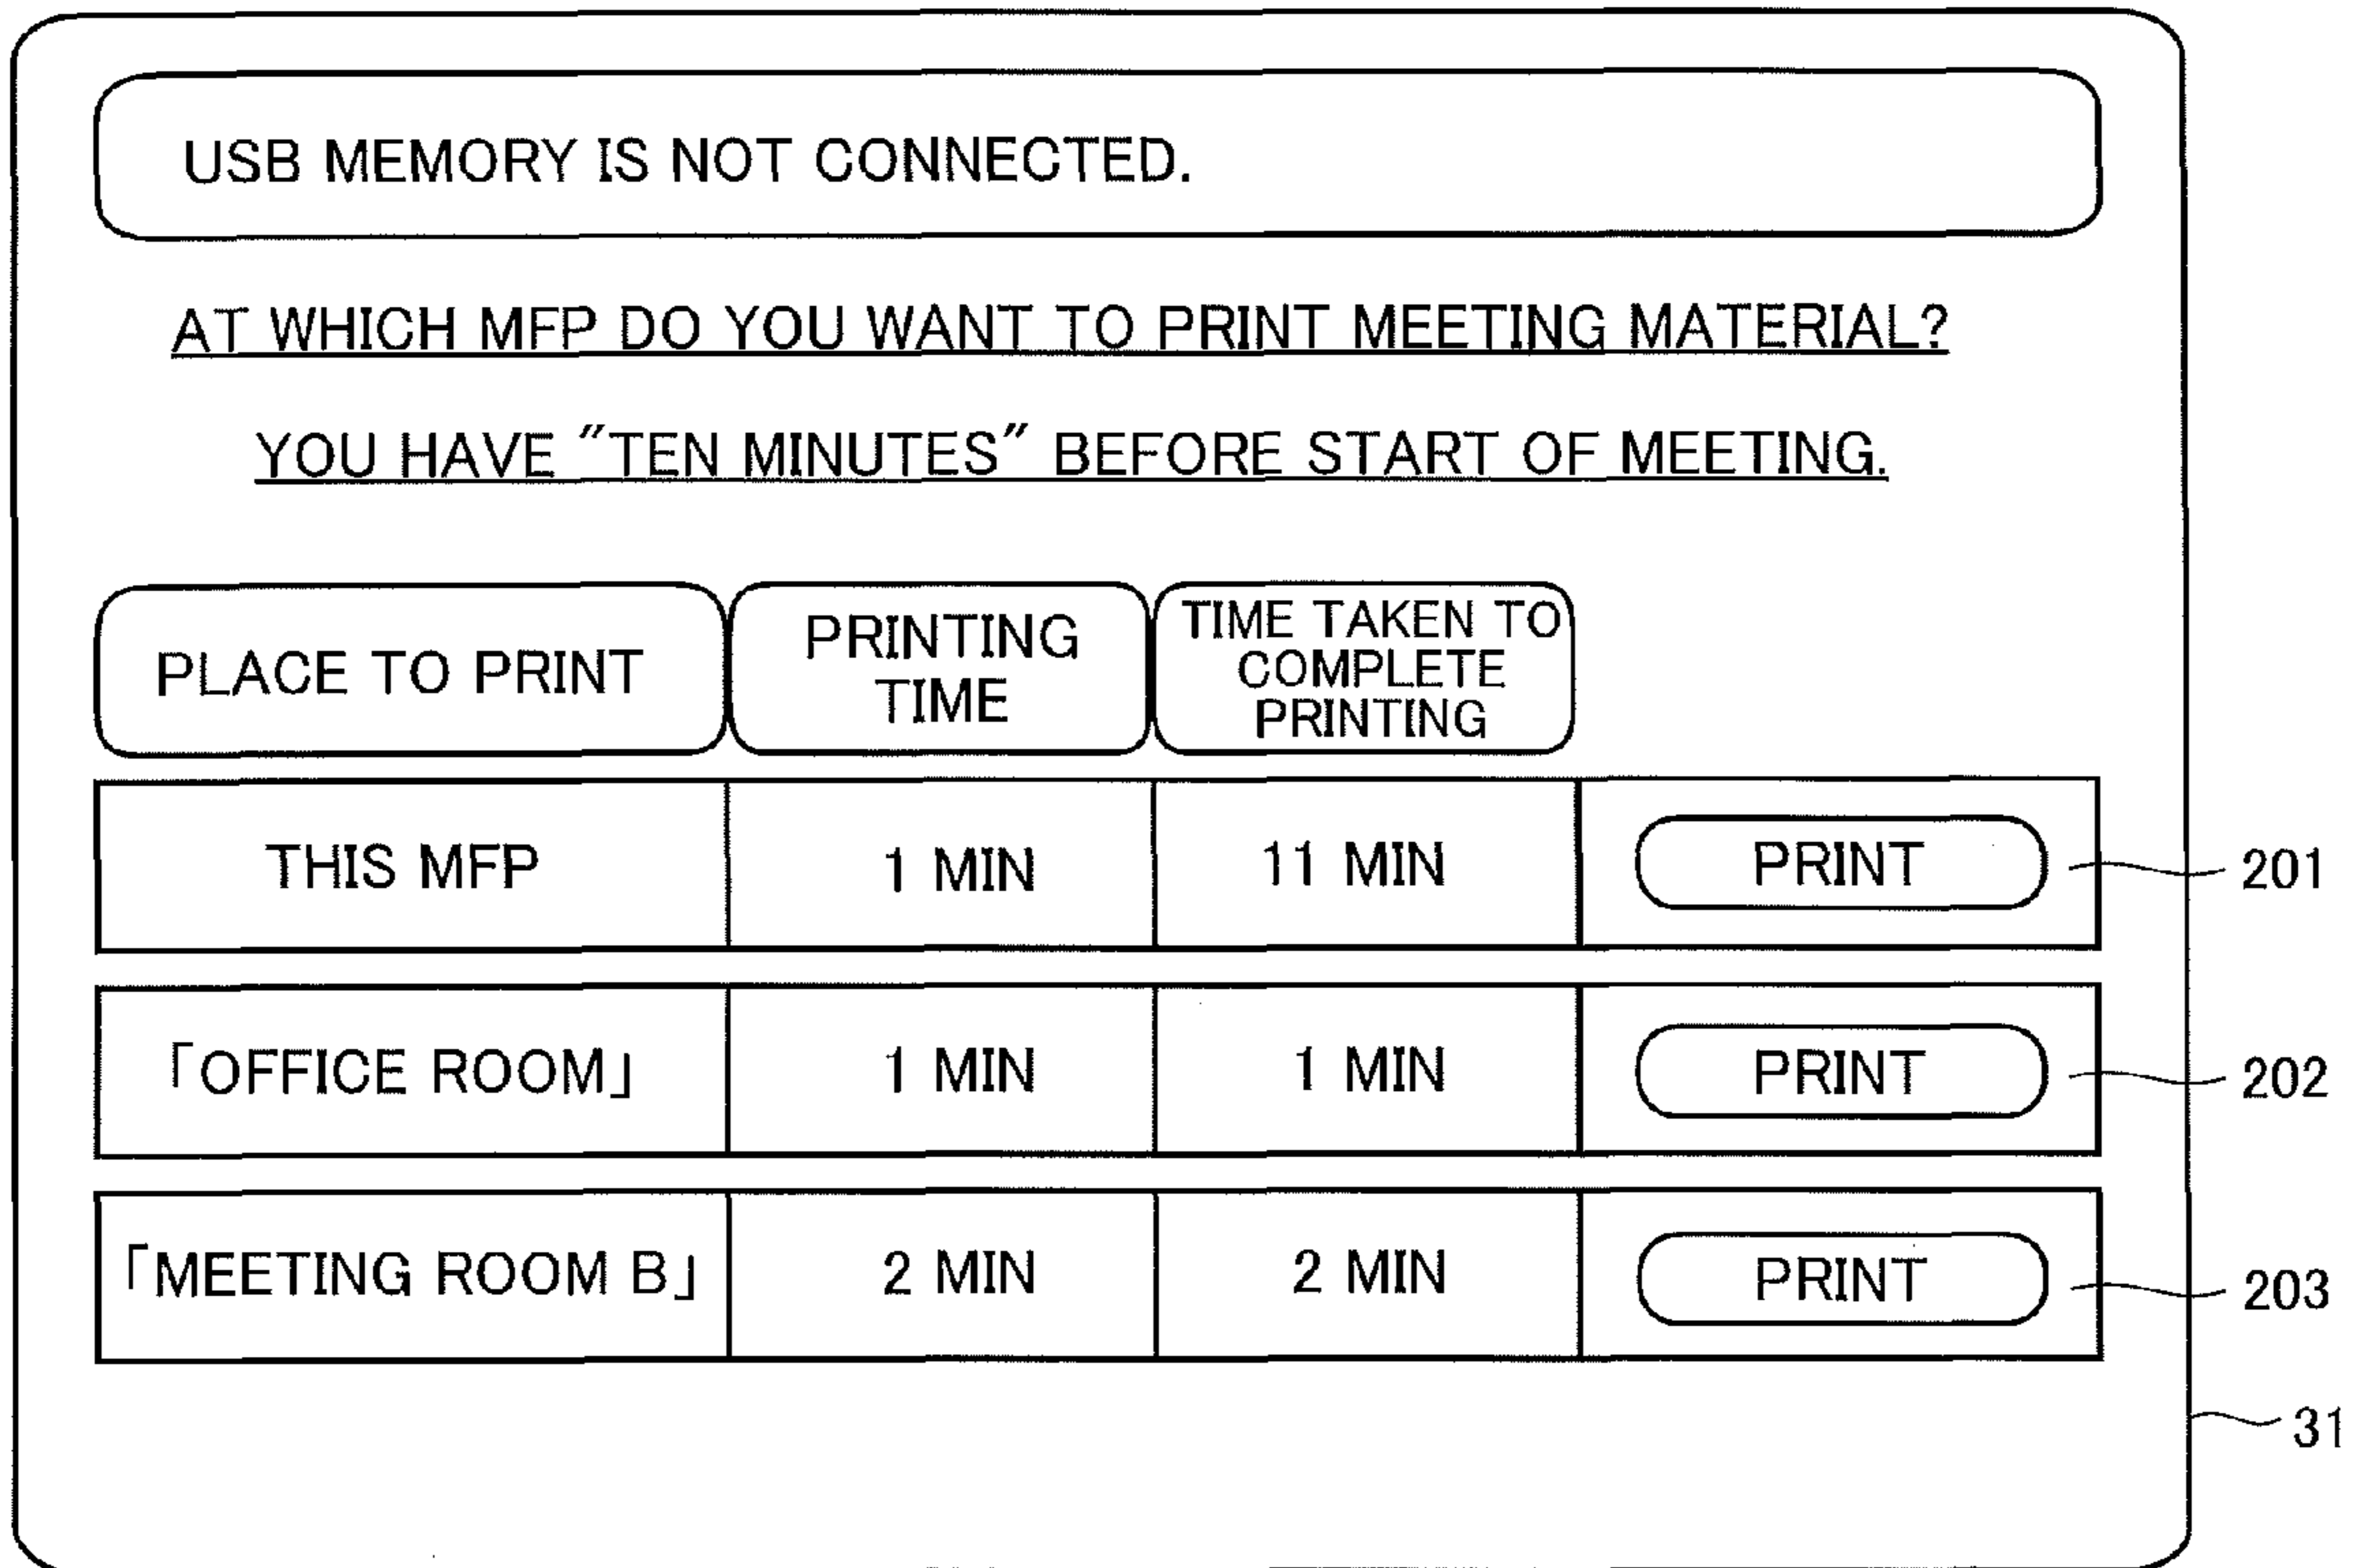 USB MEMORY IS NOT CONNECTED.
AT WHICH MFP DO YOU WANT TO PRINT MEETING MATERIAL?
YOU HAVE "TEN MINUTES" BEFORE START OF MEETING.
PLACE TO PRINT
PRINTING
TIME
TIME TAKEN TO
COMPLETE
PRINTING
THIS MFP 1 MIN 11 MIN PRINT 201
「OFFICE ROOM」 1 MIN 1 MIN PRINT 202
「MEETING ROOM B」 2 MIN 2 MIN PRINT 203
31